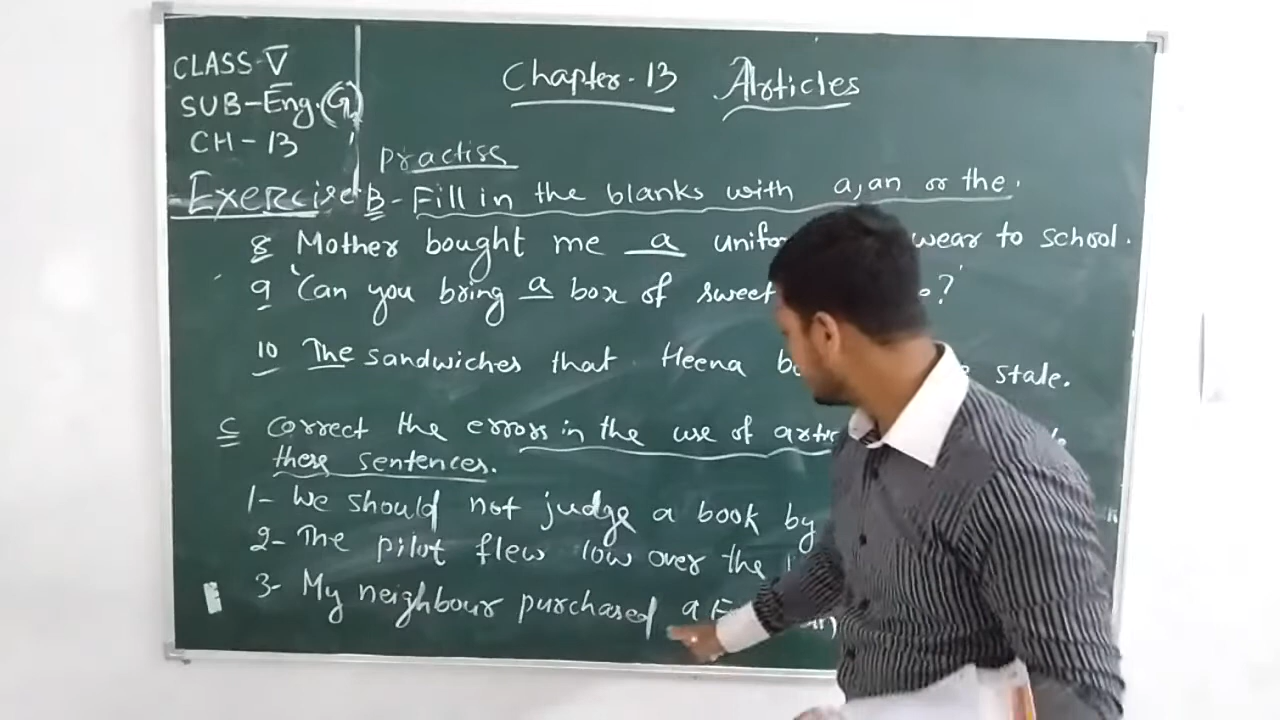 CLASS-V
SUB-Eng.(G)
CH-13
Chapter-13 Articles
Practise
Exercise B-Fill in the blanks with a, an or the.
8 Mother bought me a wear to school.
9 'Can you bring a box of sweet ?'
10 The sandwiches that Heena stale.
C Correct the errors in the use of
these sentences.
1- We should not judge a book by
2- The pilot flew low over the
3- My neighbour purchased a